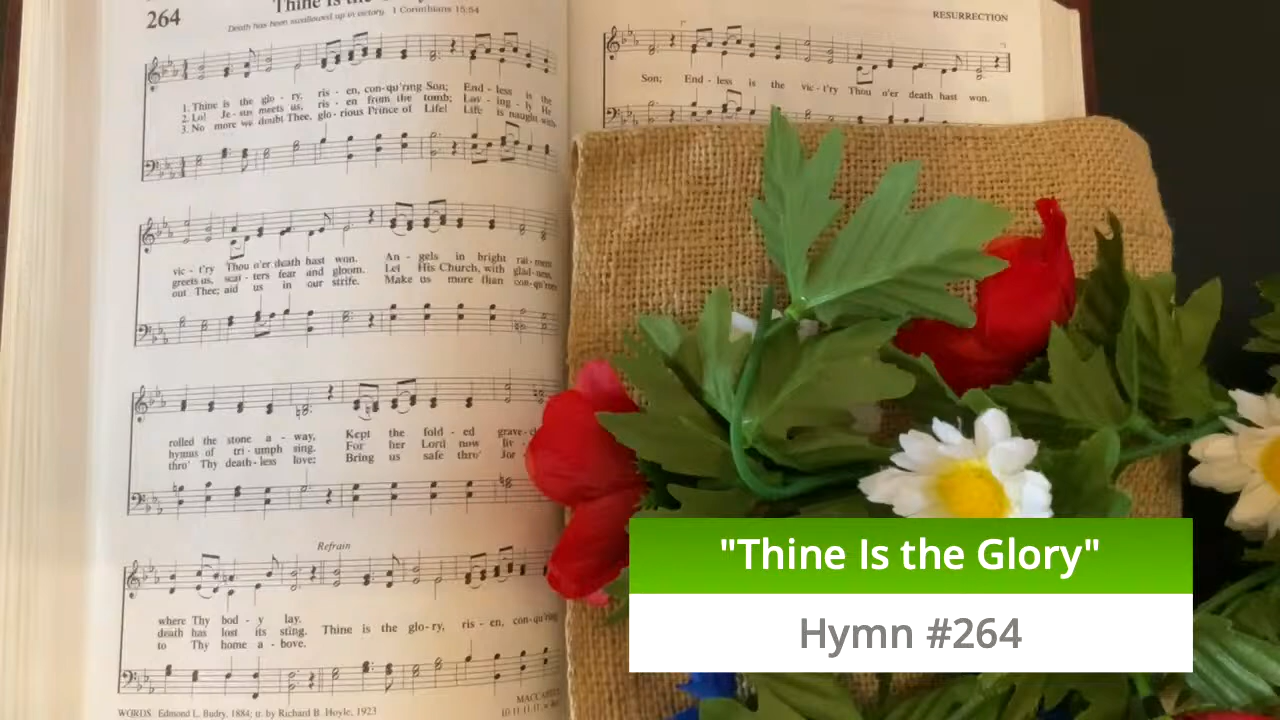 264
Thine Is the
Death has been swallowed up in victory. 1 Corinthians 15:54
RESURRECTION
1. Thine is the glo - ry, ris - en, con-qu'ring Son; End - less is the
2. Lo! Je - sus meets us, ris - en from the tomb; Lov - ing - ly He
3. No more we doubt Thee, glo - rious Prince of Life! Life is naught with-
Son; End - less is the vic - t'ry Thou o'er death hast won.
vic - t'ry Thou o'er death hast won. An - gels in bright rai - ment
greets us, scat - ters fear and gloom. Let His Church, with glad - ness,
out Thee; aid us in our strife. Make us more than con - qu'rors
rolled the stone a - way, Kept the fold - ed grave-
hymns of tri - umph sing. For her Lord now liv -
thro' Thy death - less love; Bring us safe thro' Jor
Refrain
where Thy bod - y lay.
death has lost its sting. Thine is the glo - ry, ris - en, con-qu'ring
to Thy home a - bove.
WORDS Edmond L. Budry, 1884; tr. by Richard B. Hoyle, 1923
"Thine Is the Glory"
Hymn #264